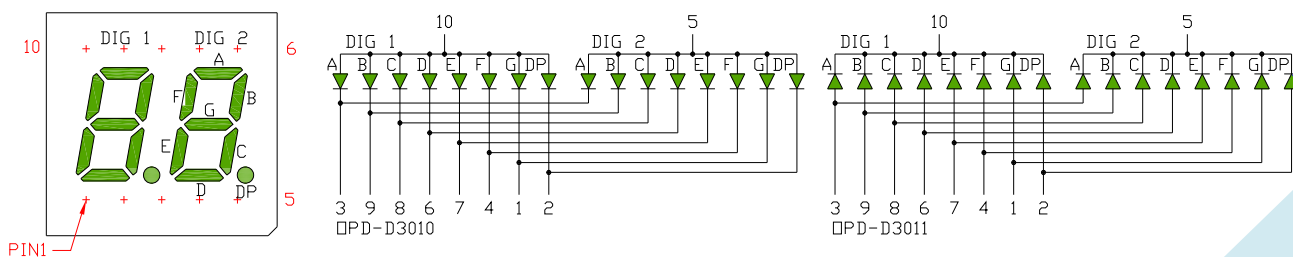 10 DIG 1 DIG 2 6
A
F B
G
E C
D DP
5
PIN1
10 5
DIG 1 DIG 2
A B C D E F G DP A B C D E F G DP
3 9 8 6 7 4 1 2
□PD-D3010
10 5
DIG 1 DIG 2
A B C D E F G DP A B C D E F G DP
3 9 8 6 7 4 1 2
□PD-D3011